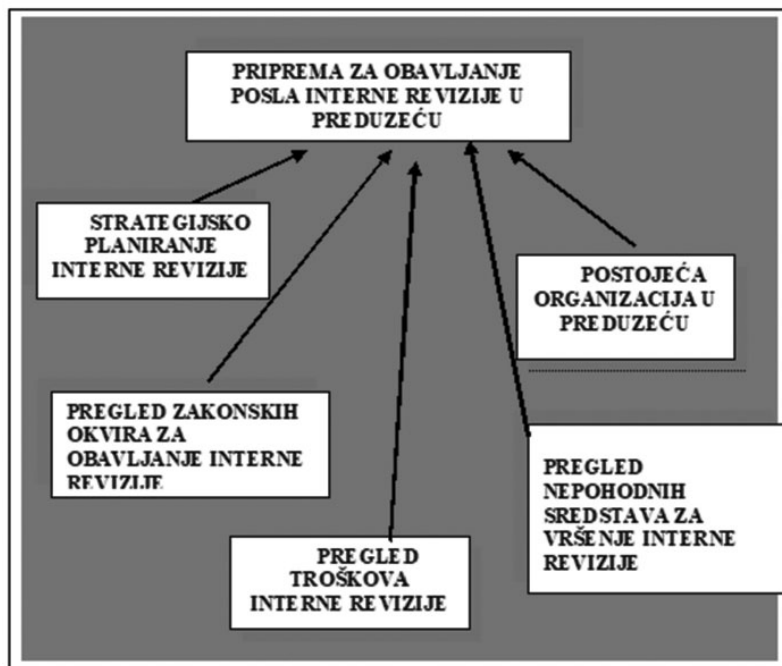 PRIPREMA ZA OBAVLJANJE
POSLA INTERNE REVIZIJE U
PREDUZEĆU
STRATEGIJSKO
PLANIRANJE
INTERNE REVIZIJE
POSTOJEĆA
ORGANIZACIJA U
PREDUZEĆU
PREGLED ZAKONSKIH
OKVIRA ZA
OBAVLJANJE INTERNE
REVIZIJE
PREGLED
NEPOHODNIH
SREDSTAVA ZA
VRŠENJE INTERNE
REVIZIJE
PREGLED
TROŠKOVA
INTERNE REVIZIJE